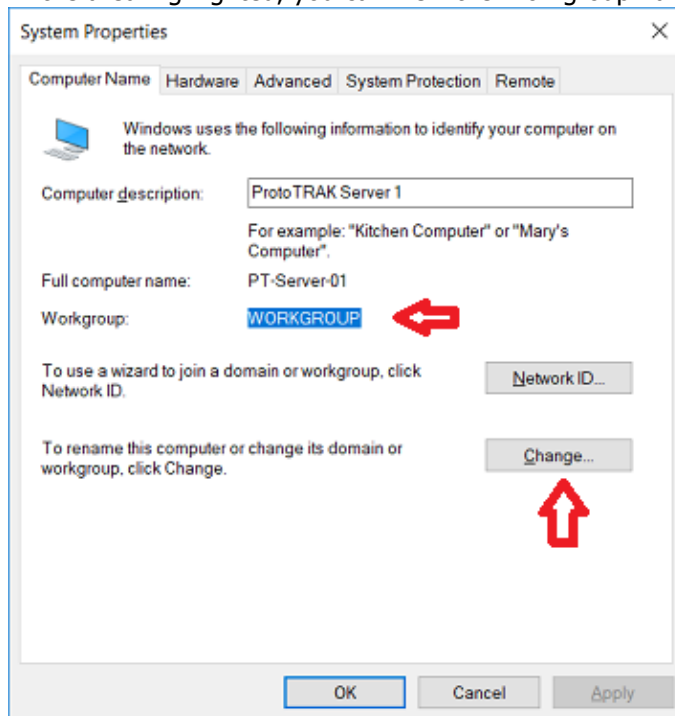 System Properties
Computer Name Hardware Advanced System Protection Remote
Windows uses the following information to identify your computer on
the network.
Computer description: ProtoTRAK Server 1
For example: "Kitchen Computer" or "Mary's
Computer".
Full computer name: PT-Server-01
Workgroup: WORKGROUP
To use a wizard to join a domain or workgroup, click
Network ID.
Network ID...
To rename this computer or change its domain or
workgroup, click Change.
Change...
OK Cancel Apply